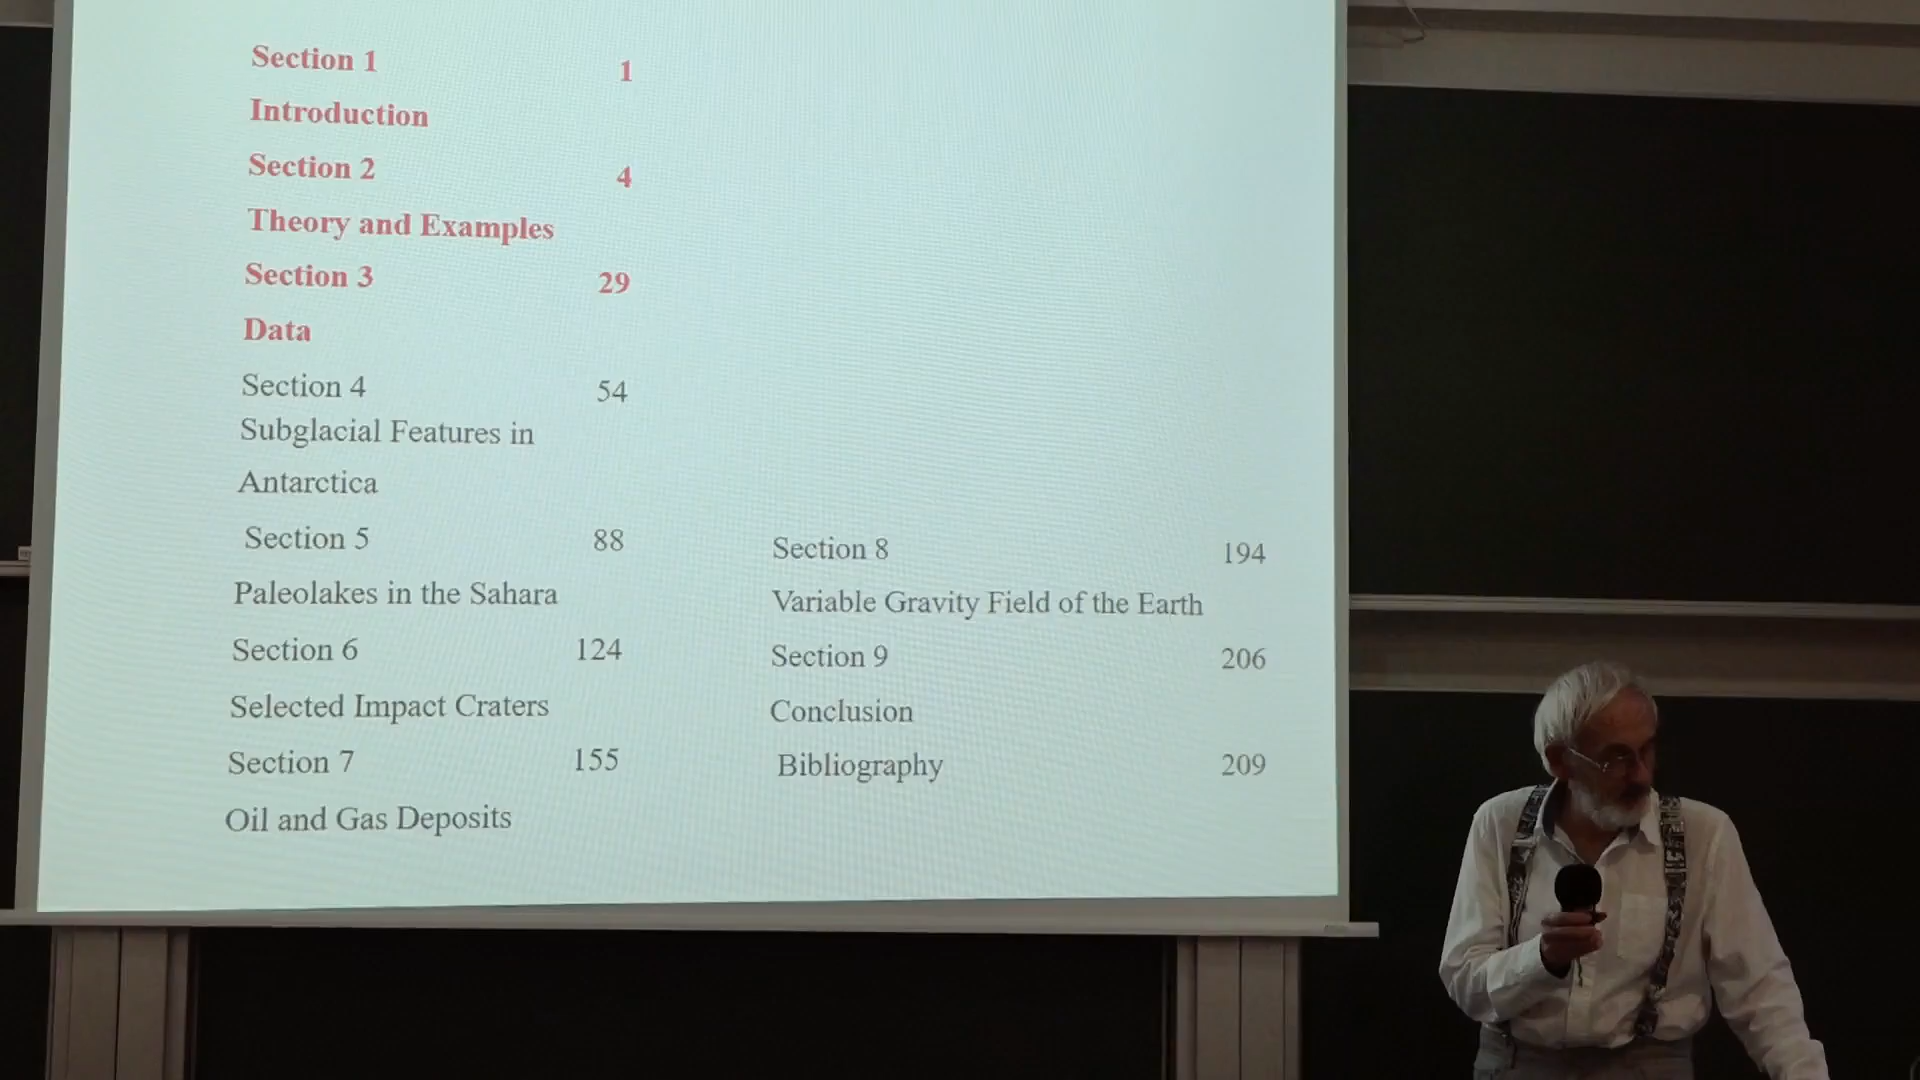 Section 1 1
Introduction
Section 2 4
Theory and Examples
Section 3 29
Data
Section 4 54
Subglacial Features in
Antarctica
Section 5 88
Paleolakes in the Sahara
Section 6 124
Selected Impact Craters
Section 7 155
Oil and Gas Deposits
Section 8 194
Variable Gravity Field of the Earth
Section 9 206
Conclusion
Bibliography 209